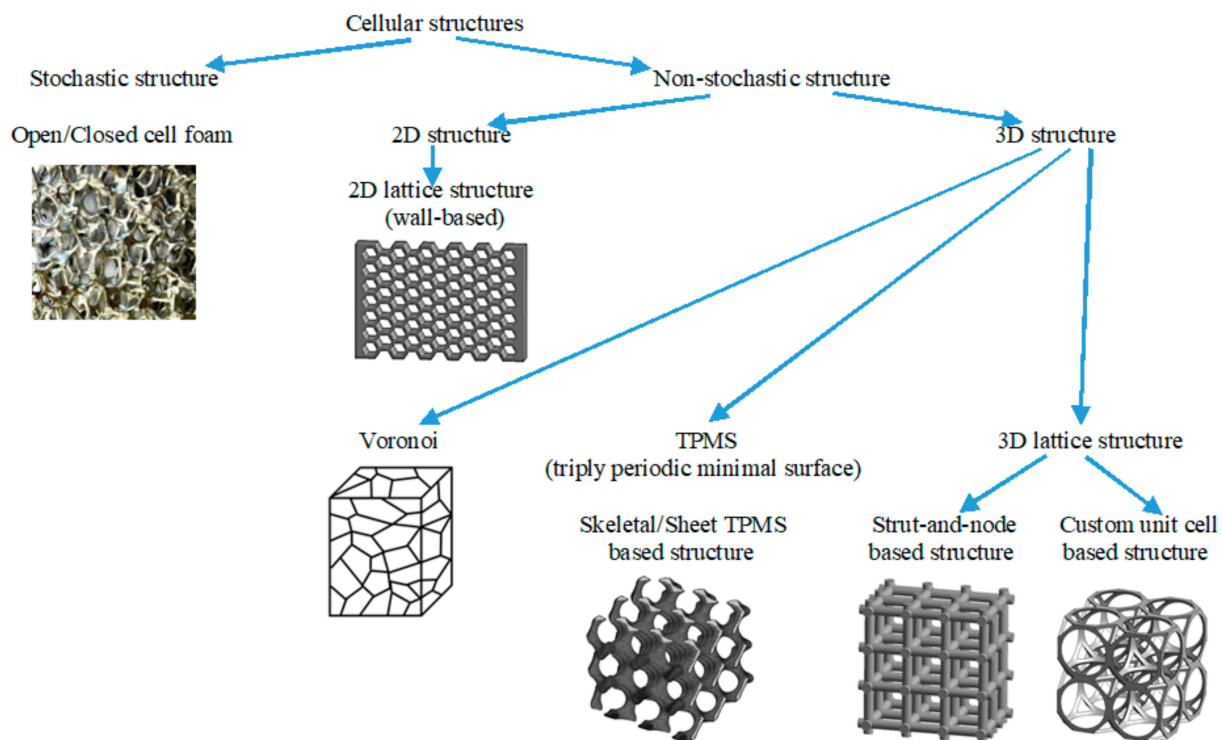 Cellular structures
Stochastic structure
Non-stochastic structure
Open/Closed cell foam
2D structure
3D structure
2D lattice structure
(wall-based)
Voronoi
TPMS
(triply periodic minimal surface)
3D lattice structure
Skeletal/Sheet TPMS
based structure
Strut-and-node
based structure
Custom unit cell
based structure